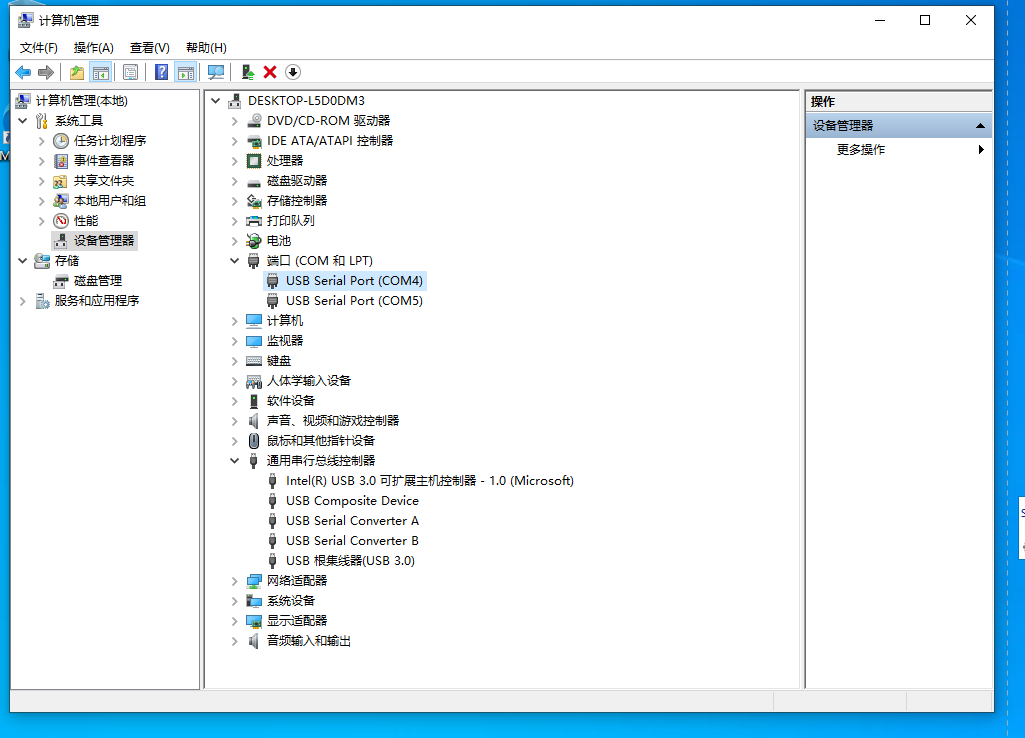 计算机管理
文件(F) 操作(A) 查看(V) 帮助(H)
计算机管理(本地)
系统工具
任务计划程序
事件查看器
共享文件夹
本地用户和组
性能
设备管理器
存储
磁盘管理
服务和应用程序
DESKTOP-L5D0DM3
DVD/CD-ROM 驱动器
IDE ATA/ATAPI 控制器
处理器
磁盘驱动器
存储控制器
打印队列
电池
端口 (COM 和 LPT)
USB Serial Port (COM4)
USB Serial Port (COM5)
计算机
监视器
键盘
人体学输入设备
软件设备
声音、视频和游戏控制器
鼠标和其他指针设备
通用串行总线控制器
Intel(R) USB 3.0 可扩展主机控制器 - 1.0 (Microsoft)
USB Composite Device
USB Serial Converter A
USB Serial Converter B
USB 根集线器(USB 3.0)
网络适配器
系统设备
显示适配器
音频输入和输出
操作
设备管理器
更多操作